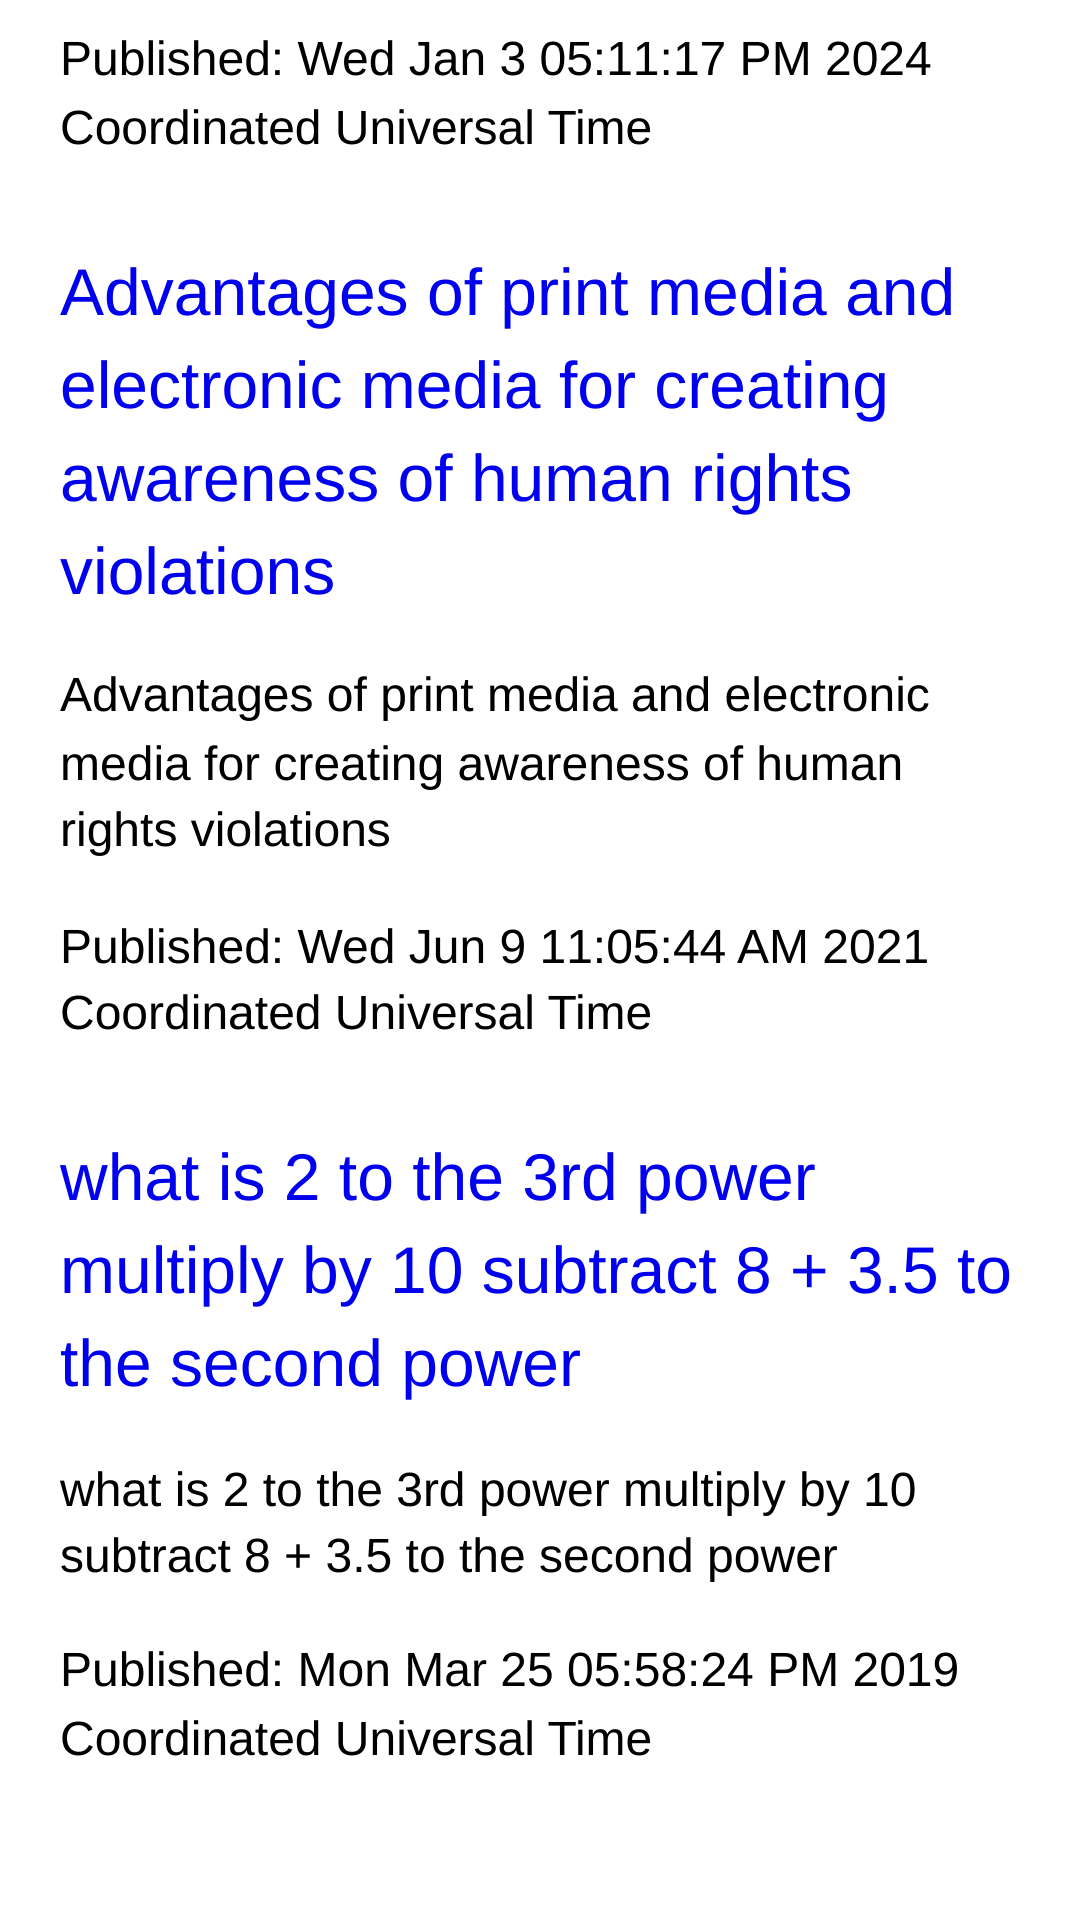 Published: Wed Jan 3 05:11:17 PM 2024
Coordinated Universal Time
Advantages of print media and
electronic media for creating
awareness of human rights
violations
Advantages of print media and electronic
media for creating awareness of human
rights violations
Published: Wed Jun 9 11:05:44 AM 2021
Coordinated Universal Time
what is 2 to the 3rd power
multiply by 10 subtract 8 + 3.5 to
the second power
what is 2 to the 3rd power multiply by 10
subtract 8 + 3.5 to the second power
Published: Mon Mar 25 05:58:24 PM 2019
Coordinated Universal Time